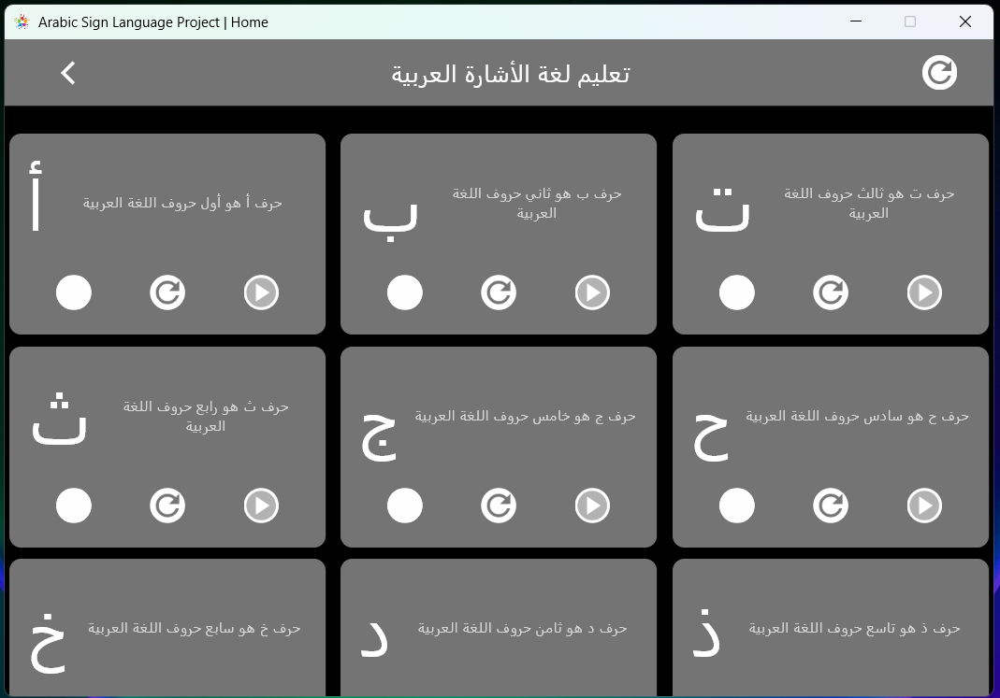 Arabic Sign Language Project | Home
تعليم لغة الأشارة العربية
أ
حرف أ هو أول حروف اللغة العربية
ب
حرف ب هو ثاني حروف اللغة
العربية
ت
حرف ت هو ثالث حروف اللغة
العربية
ث
حرف ث هو رابع حروف اللغة
العربية
ج
حرف ج هو خامس حروف اللغة العربية
ح
حرف ح هو سادس حروف اللغة العربية
خ
حرف خ هو سابع حروف اللغة العربية
د
حرف د هو ثامن حروف اللغة العربية
ذ
حرف ذ هو تاسع حروف اللغة العربية